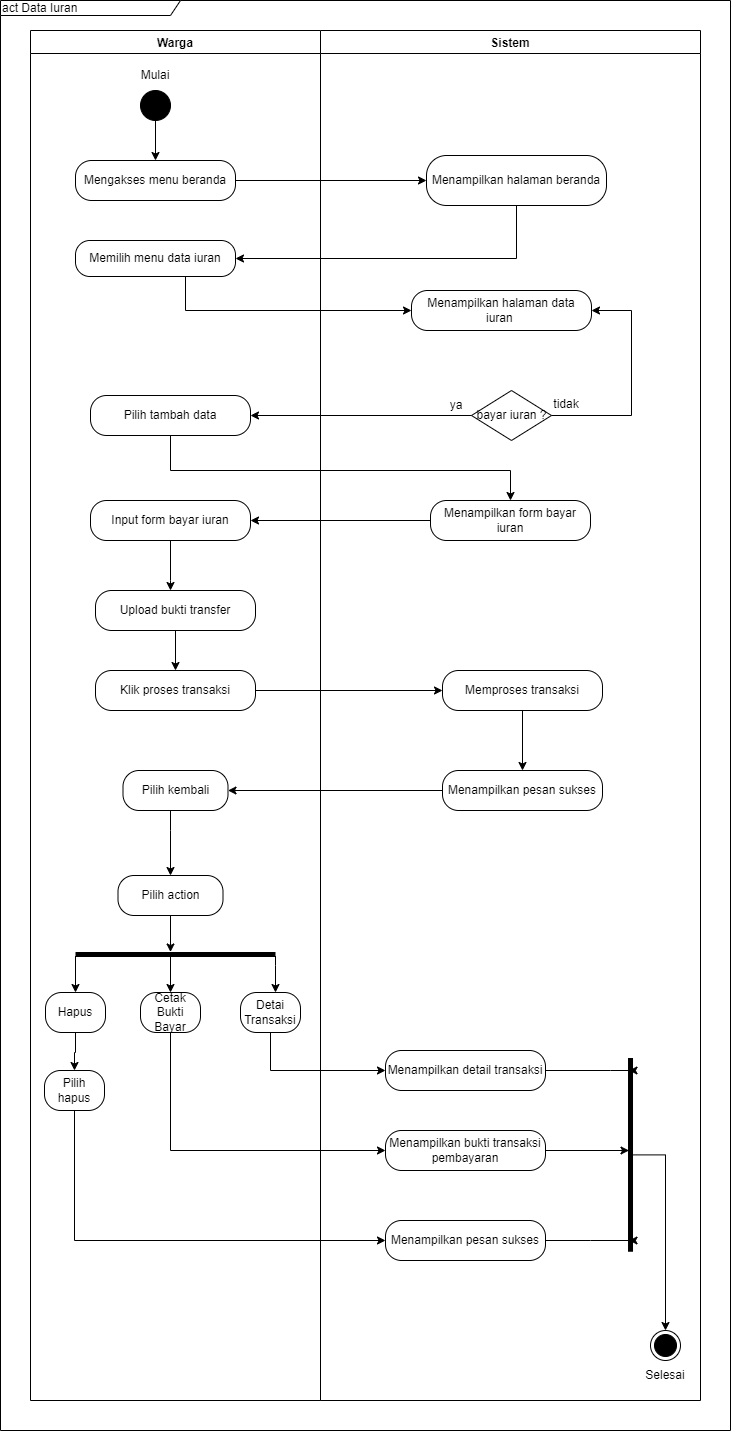 act Data Iuran
Warga
Sistem
Mulai
Mengakses menu beranda
Menampilkan halaman beranda
Memilih menu data iuran
Menampilkan halaman data
iuran
ya
bayar iuran ?
tidak
Pilih tambah data
Menampilkan form bayar
iuran
Input form bayar iuran
Upload bukti transfer
Klik proses transaksi
Memproses transaksi
Pilih kembali
Menampilkan pesan sukses
Pilih action
Hapus
Cetak
Bukti
Bayar
Detai
Transaksi
Pilih
hapus
Menampilkan detail transaksi
Menampilkan bukti transaksi
pembayaran
Menampilkan pesan sukses
Selesai